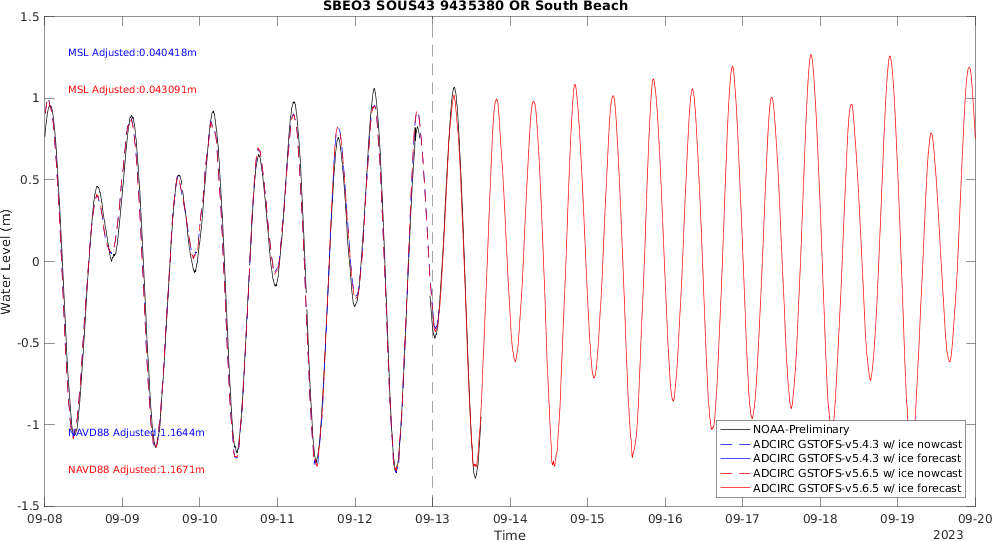 SBEO3 SOUS43 9435380 OR South Beach
1.5
MSL Adjusted:0.040418m
MSL Adjusted:0.043091m
1
0.5
0
-0.5
-1
-1.5
Water Level (m)
NAVD88 Adjusted:1.1644m
NAVD88 Adjusted:1.1671m
NOAA-Preliminary
ADCIRC GSTOFS-v5.4.3 w/ ice nowcast
ADCIRC GSTOFS-v5.4.3 w/ ice forecast
ADCIRC GSTOFS-v5.6.5 w/ ice nowcast
ADCIRC GSTOFS-v5.6.5 w/ ice forecast
09-08 09-09 09-10 09-11 09-12 09-13 09-14 09-15 09-16 09-17 09-18 09-19 09-20
Time
2023